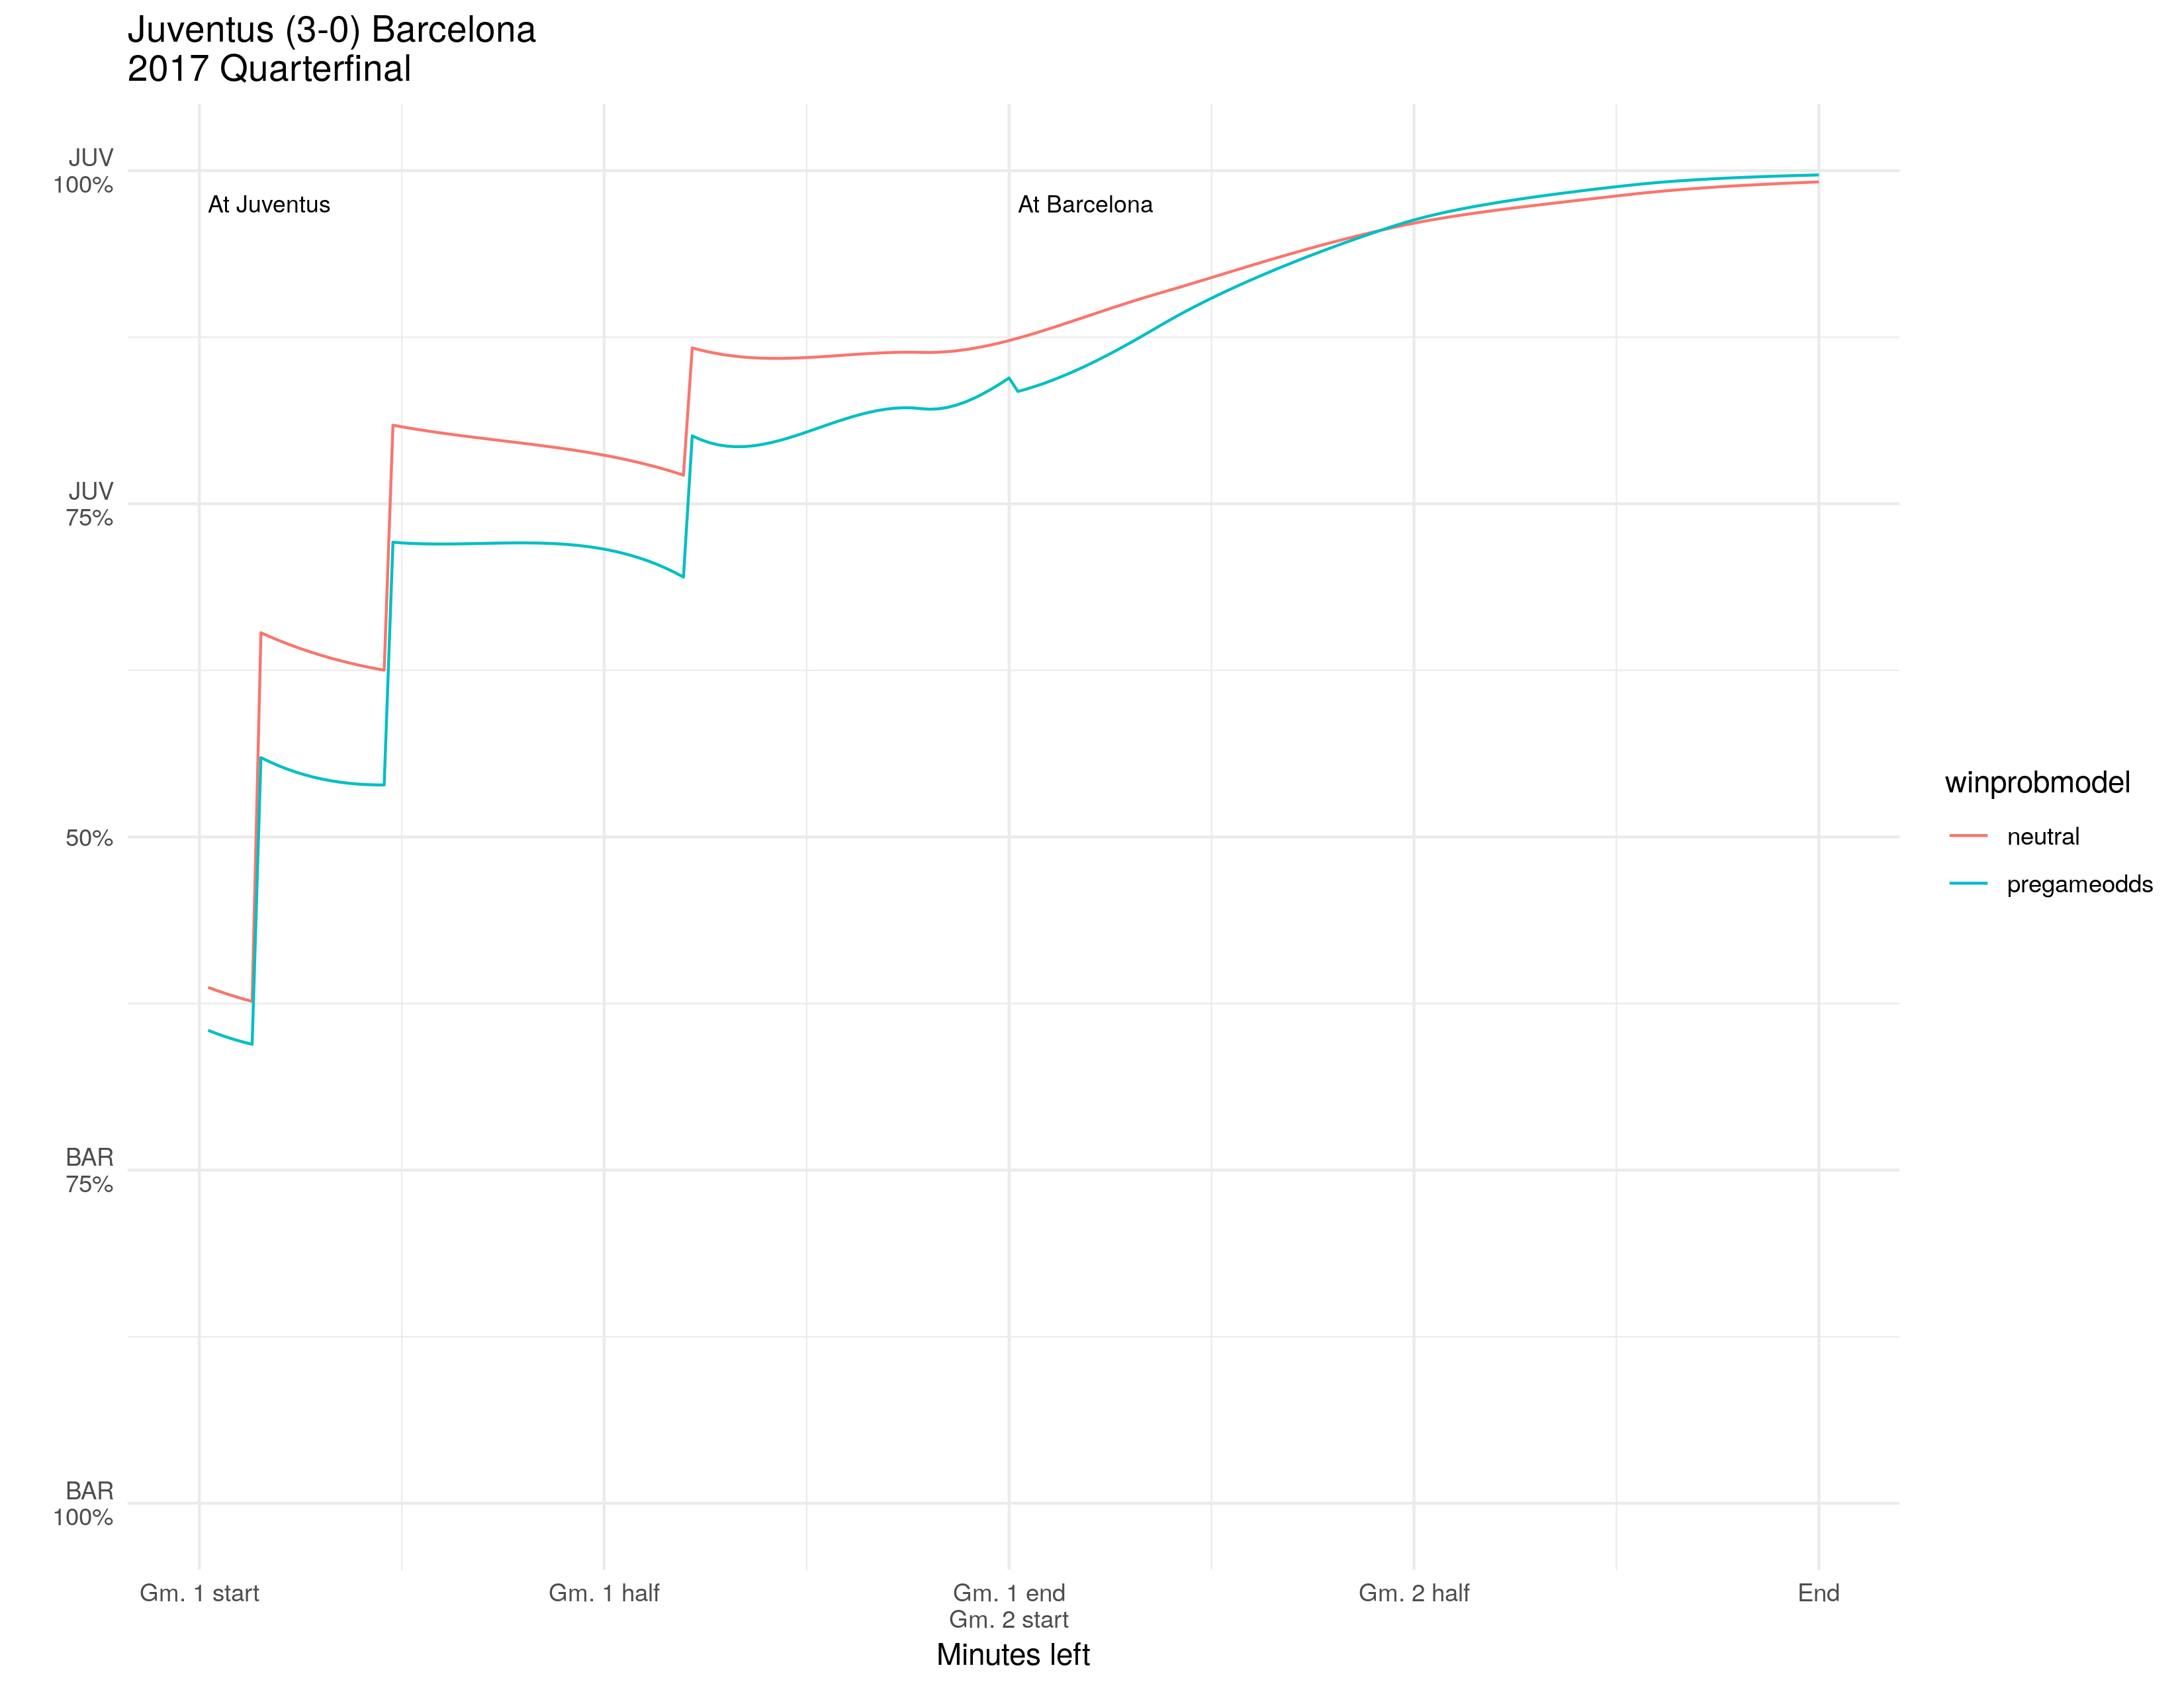 Juventus (3-0) Barcelona
2017 Quarterfinal
JUV
100%
At Juventus
At Barcelona
JUV
75%
50%
BAR
75%
BAR
100%
winprobmodel
neutral
pregameodds
Gm. 1 start
Gm. 1 half
Gm. 1 end
Gm. 2 start
Gm. 2 half
End
Minutes left